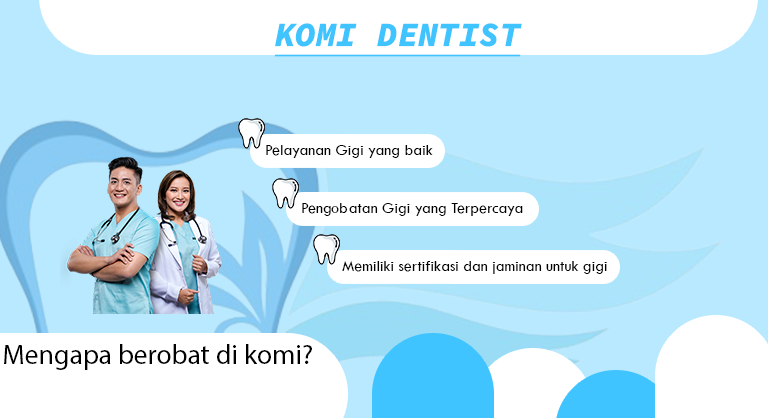 KOMI DENTIST
Pelayanan Gigi yang baik
Pengobatan Gigi yang Terpercaya
Memiliki sertifikasi dan jaminan untuk gigi
Mengapa berobat di komi?